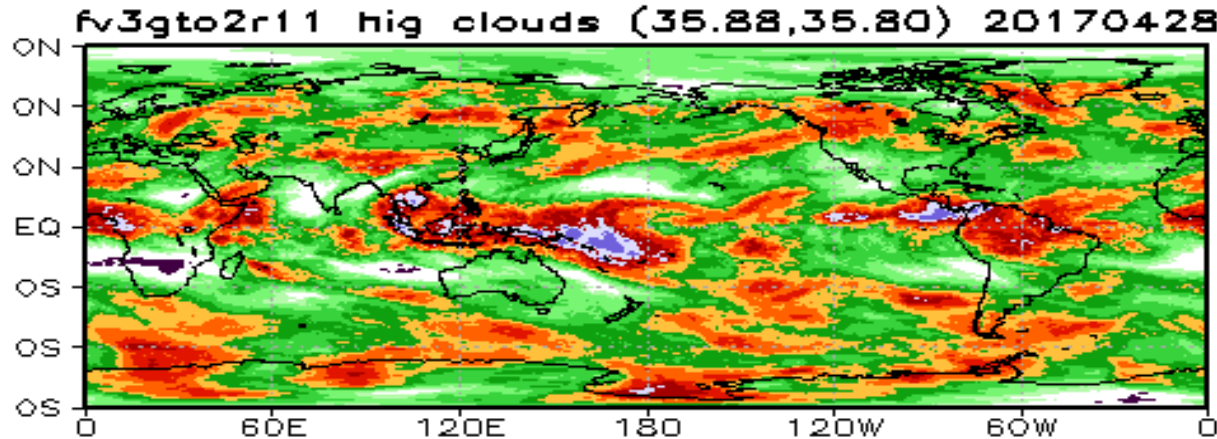 fv3gto2r11 hig clouds (35.88,35.80) 20170428
ON
ON
ON
EQ
OS
OS
OS
0 60E 120E 180 120W 60W 0